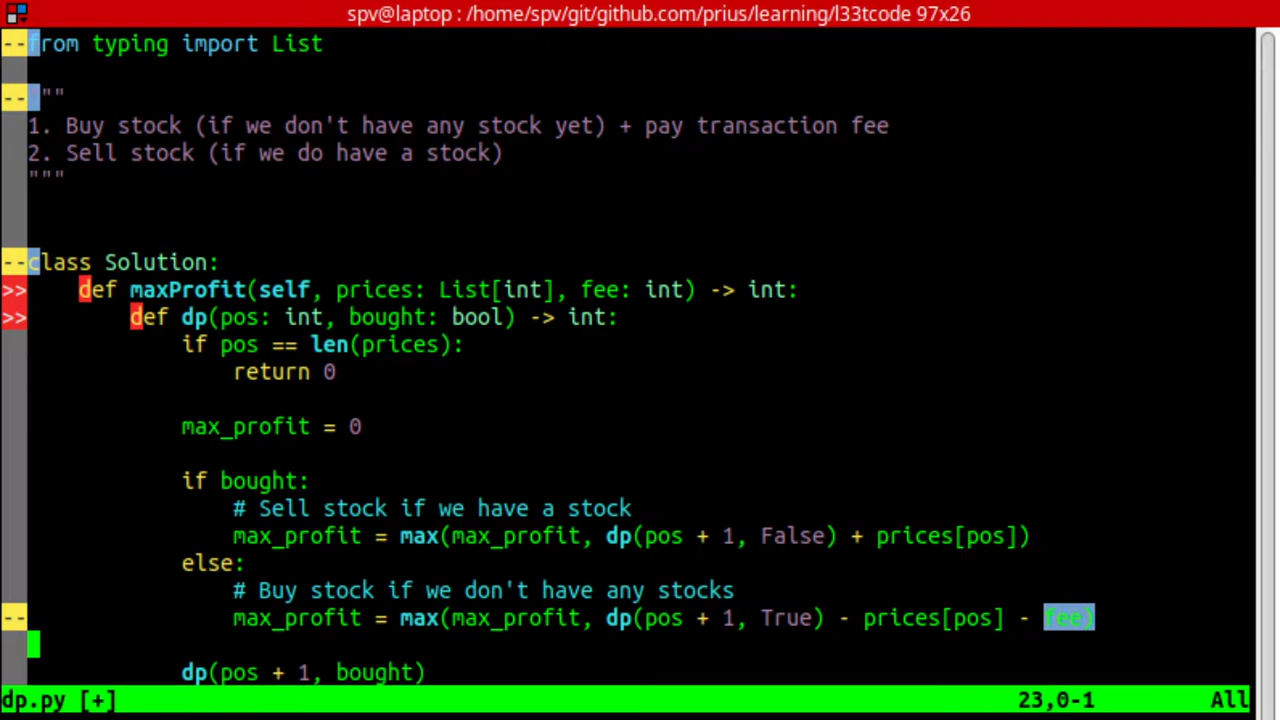 spv@laptop : /home/spv/git/github.com/prius/learning/l33tcode 97x26
--from typing import List
--"""
1. Buy stock (if we don't have any stock yet) + pay transaction fee
2. Sell stock (if we do have a stock)
"""
--class Solution:
>>    def maxProfit(self, prices: List[int], fee: int) -> int:
>>        def dp(pos: int, bought: bool) -> int:
            if pos == len(prices):
                return 0
            max_profit = 0
            if bought:
                # Sell stock if we have a stock
                max_profit = max(max_profit, dp(pos + 1, False) + prices[pos])
            else:
                # Buy stock if we don't have any stocks
--                max_profit = max(max_profit, dp(pos + 1, True) - prices[pos] - fee)
            dp(pos + 1, bought)
dp.py [+] 23,0-1 All